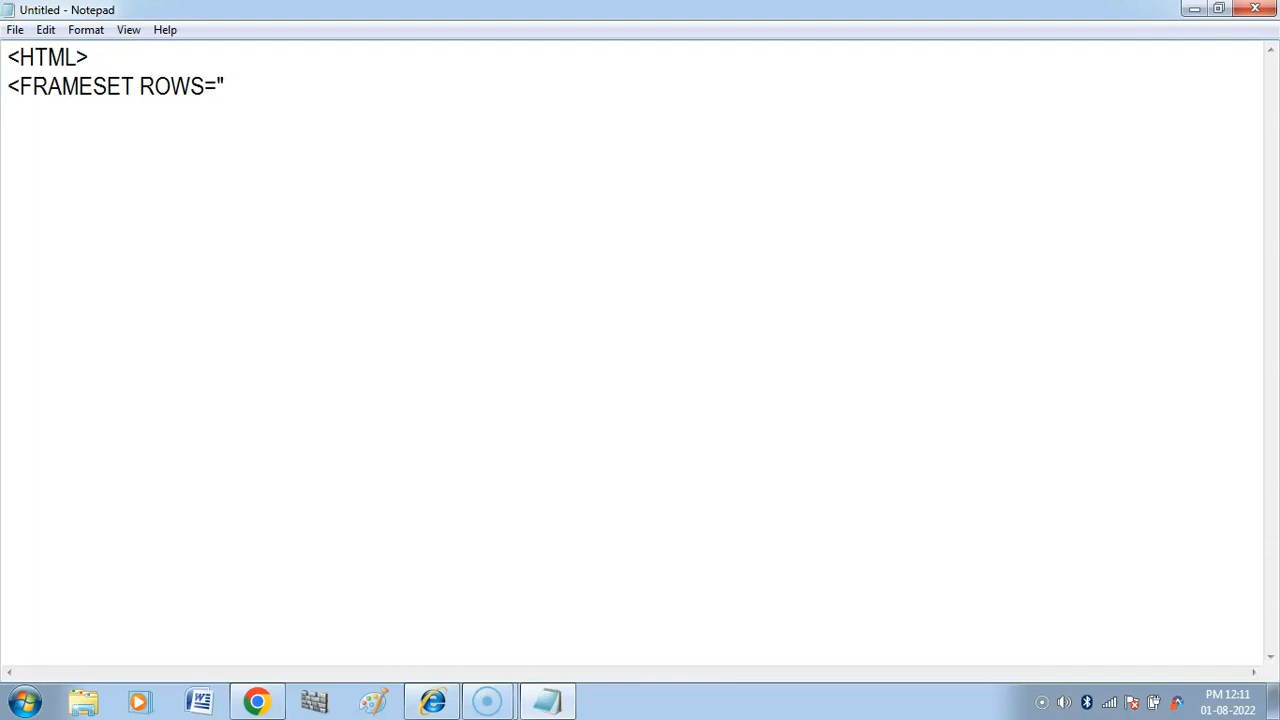 Untitled - Notepad
File Edit Format View Help
<HTML>
<FRAMESET ROWS="
PM 12:11
01-08-2022